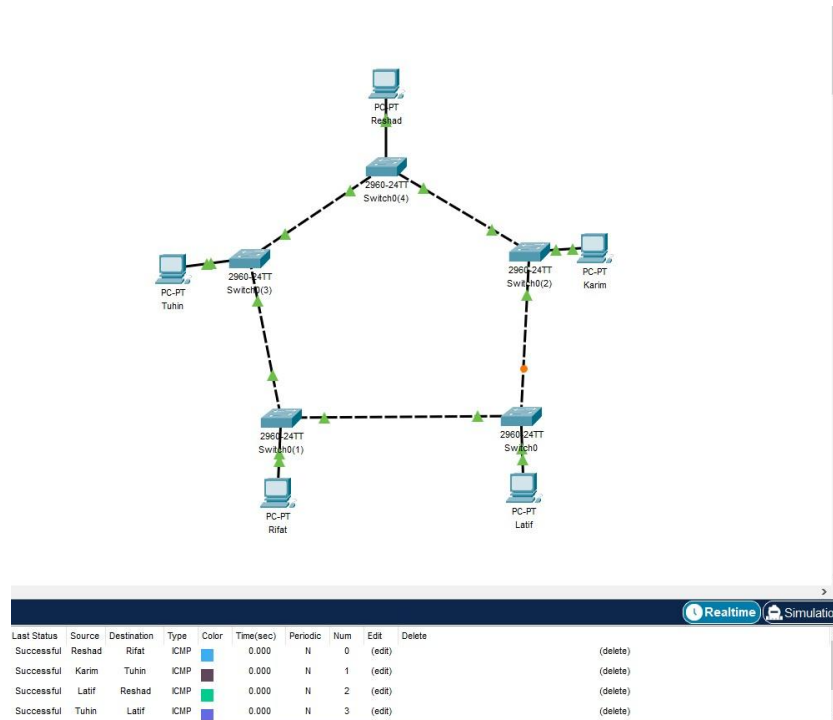 PC-PT
Reshad
2960-24TT
Switch0(4)
PC-PT
Tuhin
2960-24TT
Switch0(3)
2960-24TT
Switch0(2)
PC-PT
Karim
2960-24TT
Switch0(1)
2960-24TT
Switch0
PC-PT
Rifat
PC-PT
Latif
Realtime Simulatio
Last Status Source Destination Type Color Time(sec) Periodic Num Edit Delete
Successful Reshad Rifat ICMP 0.000 N 0 (edit) (delete)
Successful Karim Tuhin ICMP 0.000 N 1 (edit) (delete)
Successful Latif Reshad ICMP 0.000 N 2 (edit) (delete)
Successful Tuhin Latif ICMP 0.000 N 3 (edit) (delete)